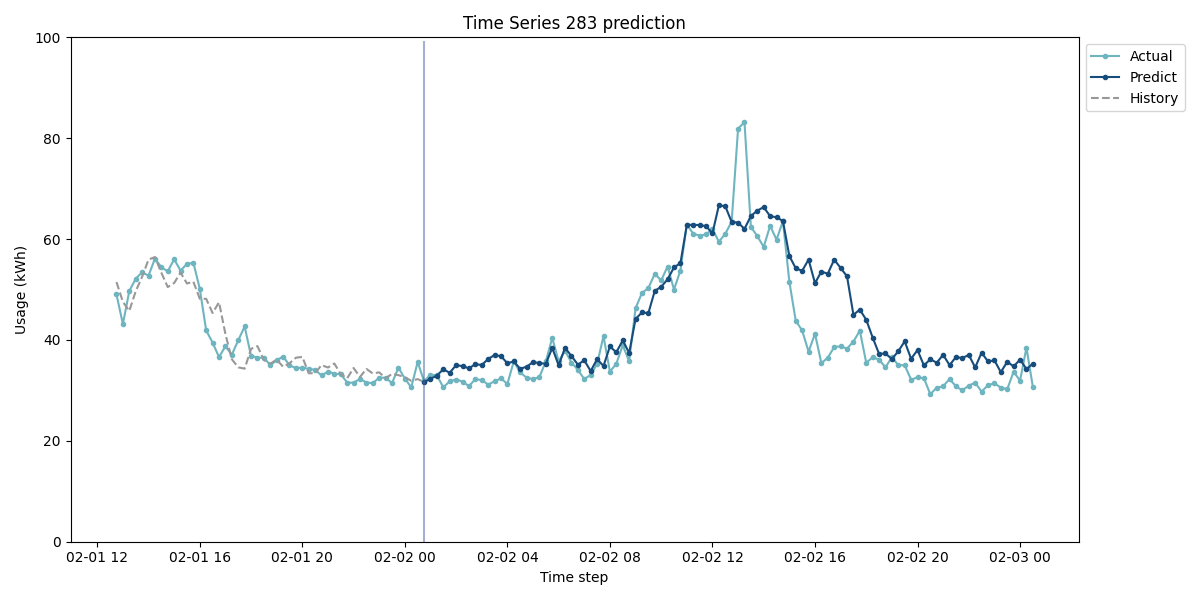 Time Series 283 prediction
100
80
60
40
20
0
Usage (kWh)
02-01 12
02-01 16
02-01 20
02-02 00
02-02 04
02-02 08
02-02 12
02-02 16
02-02 20
02-03 00
Time step
Actual
Predict
History